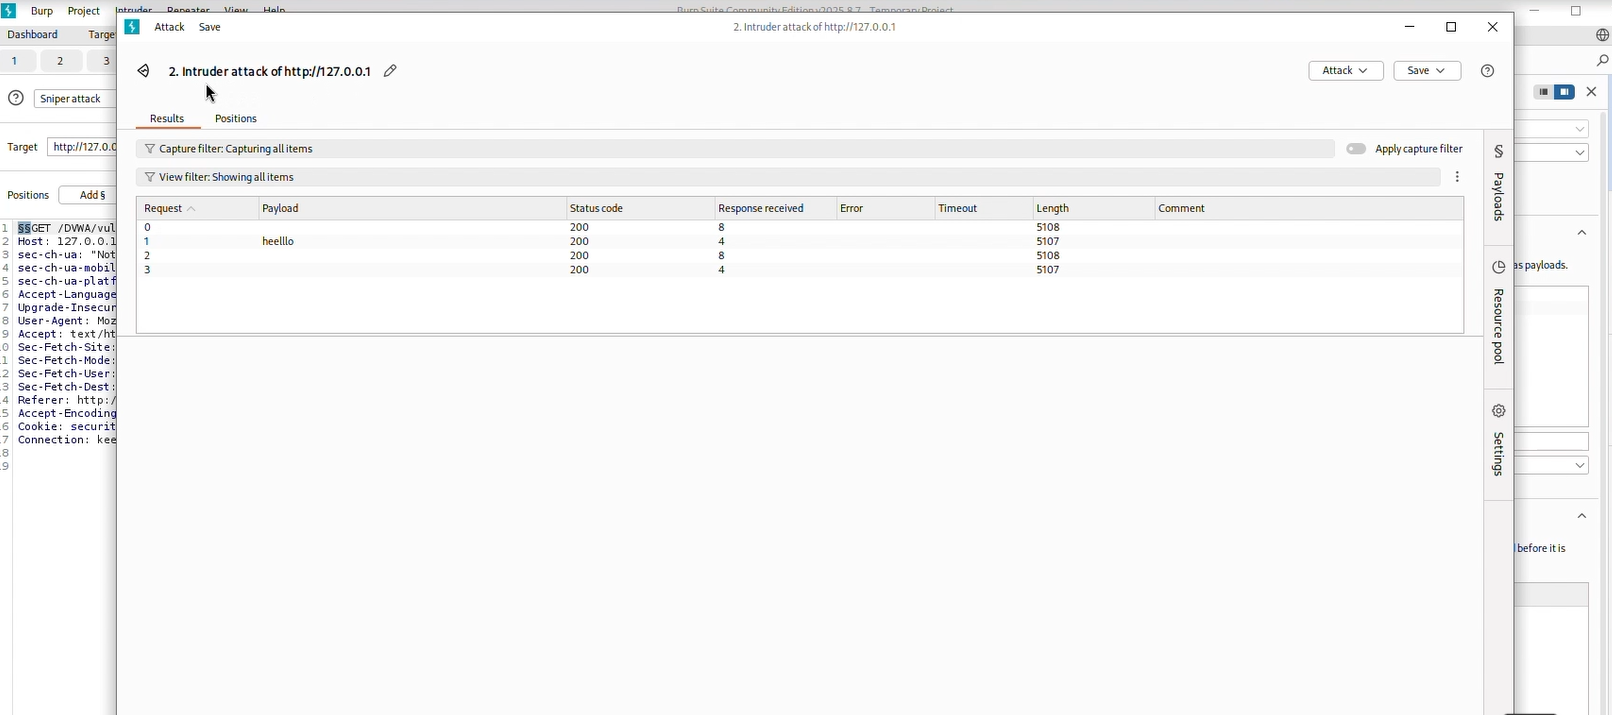 Burp Project Intruder Repeater View Help Burp Suite Community Edition v2025.8.7 - Temporary Project
Attack Save 2. Intruder attack of http://127.0.0.1
Dashboard Targe
1 2 3
2. Intruder attack of http://127.0.0.1 Attack Save
Sniper attack
Results Positions
Target http://127.0.0
Capture filter: Capturing all items Apply capture filter
View filter: Showing all items
Positions Add §
Request Payload Status code Response received Error Timeout Length Comment
0 200 8 5108
1 heelllo 200 4 5107
2 200 8 5108
3 200 4 5107
1 §§GET /DVWA/vul
2 Host: 127.0.0.1
3 sec-ch-ua: "Not
4 sec-ch-ua-mobil
5 sec-ch-ua-platf
6 Accept-Language
7 Upgrade-Insecur
8 User-Agent: Moz
9 Accept: text/ht
0 Sec-Fetch-Site:
1 Sec-Fetch-Mode:
2 Sec-Fetch-User:
3 Sec-Fetch-Dest:
4 Referer: http:/
5 Accept-Encoding
6 Cookie: securit
7 Connection: kee
8
9
§ Payloads
Resource pool
Settings
as payloads.
before it is